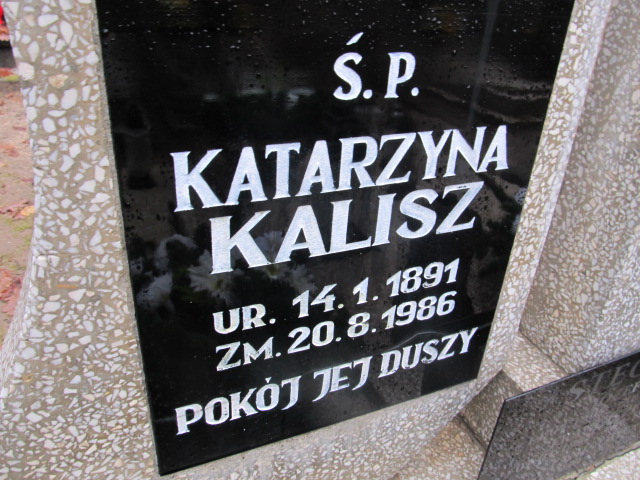 Ś.P.
KATARZYNA
KALISZ
UR. 14.1.1891
ZM. 20.8.1986
POKÓJ JEJ DUSZY